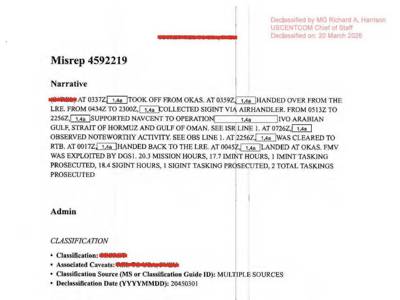 Declassified by MG Richard A. Harrison
USCENTCOM Chief of Staff
Declassified on: 20 March 2026
Misrep 4592219
Narrative
AT 0337Z, 1.4a TOOK OFF FROM OKAS. AT 0359Z, 1.4a HANDED OVER FROM THE
LRE. FROM 0434Z TO 2300Z, 1.4a COLLECTED SIGINT VIA AIRHANDLER. FROM 0513Z TO
2256Z, 1.4a SUPPORTED NAVCENT TO OPERATION 1.4a IVO ARABIAN
GULF, STRAIT OF HORMUZ AND GULF OF OMAN. SEE ISR LINE 1. AT 0726Z, 1.4a
OBSERVED NOTEWORTHY ACTIVITY. SEE OBS LINE 1. AT 2256Z, 1.4a WAS CLEARED TO
RTB. AT 0017Z, 1.4a HANDED BACK TO THE LRE. AT 0045Z, 1.4a LANDED AT OKAS. FMV
WAS EXPLOITED BY DGS1. 20.3 MISSION HOURS, 17.7 IMINT HOURS, 1 IMINT TASKING
PROSECUTED, 18.4 SIGINT HOURS, 1 SIGINT TASKING PROSECUTED, 2 TOTAL TASKINGS
PROSECUTED
Admin
CLASSIFICATION
• Classification:
• Associated Caveats:
• Classification Source (MS or Classification Guide ID): MULTIPLE SOURCES
• Declassification Date (YYYYMMDD): 20450301